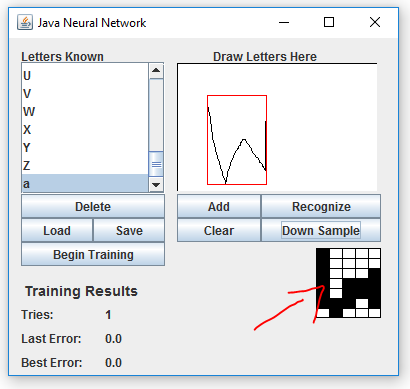 Java Neural Network
Letters Known
Draw Letters Here
U
V
W
X
Y
Z
a
Delete
Add
Recognize
Load
Save
Clear
Down Sample
Begin Training
Training Results
Tries: 1
Last Error: 0.0
Best Error: 0.0